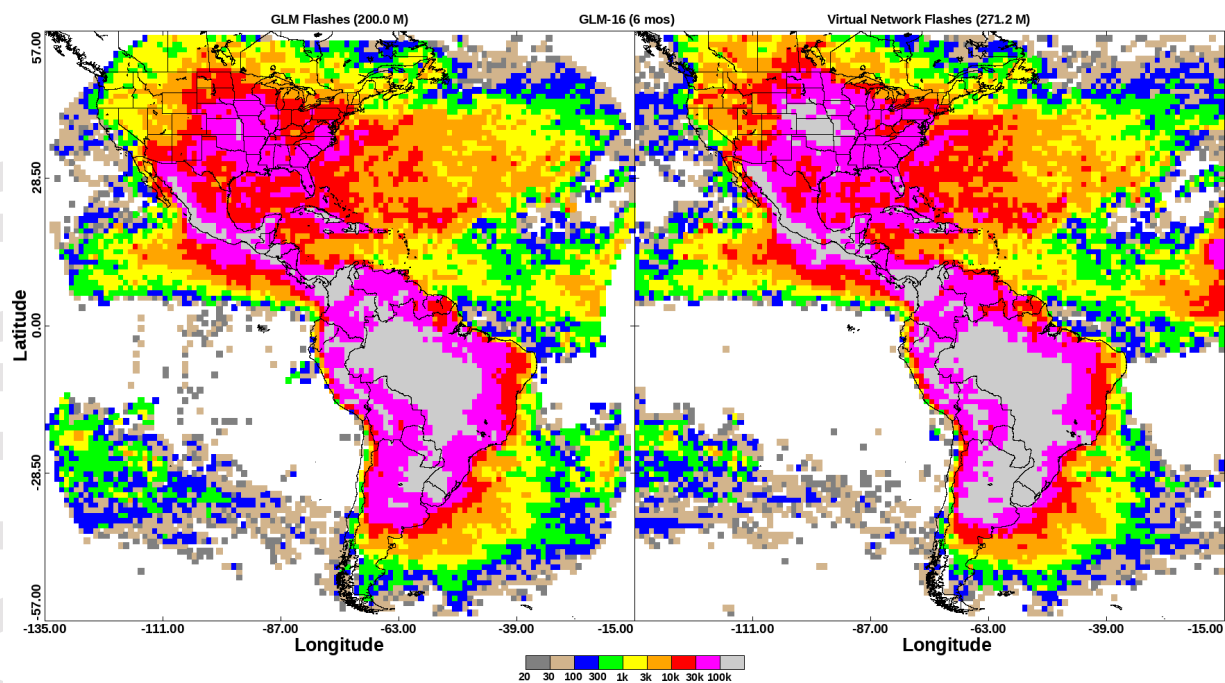 GLM Flashes (200.0 M) GLM-16 (6 mos) Virtual Network Flashes (271.2 M)
57.00
28.50
0.00
-28.50
-57.00
Latitude
-135.00 -111.00 -87.00 -63.00 -39.00 -15.00 -111.00 -87.00 -63.00 -39.00 -15.00
Longitude Longitude
20 30 100 300 1k 3k 10k 30k 100k